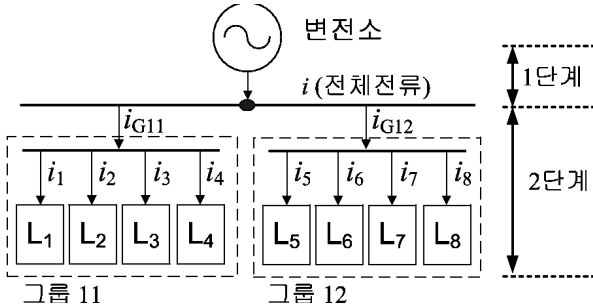 변전소
i (전체전류)
1단계
iG11
iG12
i1 i2 i3 i4
i5 i6 i7 i8
2단계
L1 L2 L3 L4
L5 L6 L7 L8
그룹 11
그룹 12